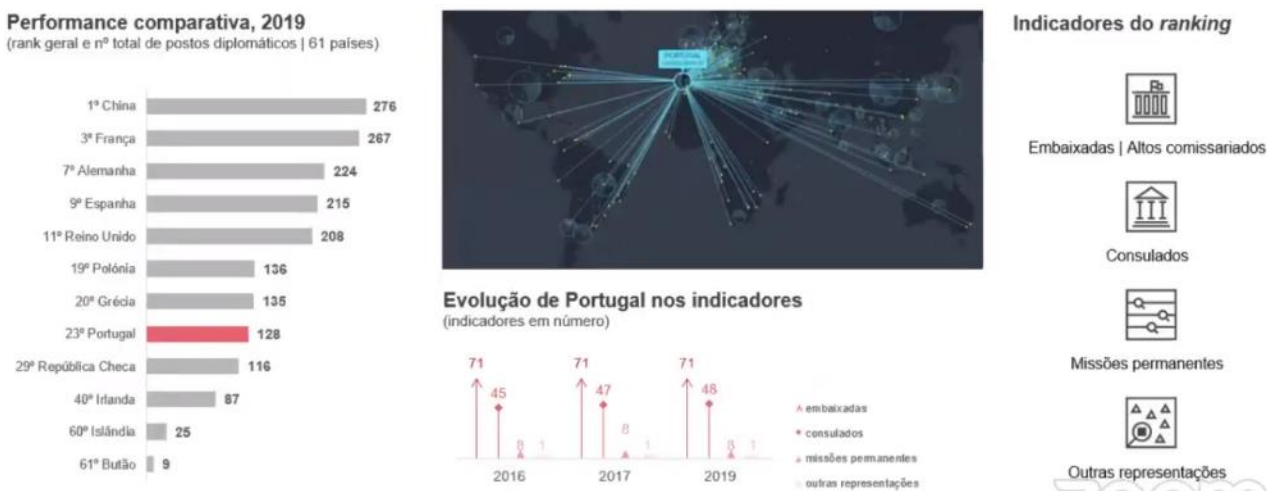 Performance comparativa, 2019
(rank geral e nº total de postos diplomáticos | 61 países)
1º China 276
3º França 267
7º Alemanha 224
9º Espanha 215
11º Reino Unido 208
19º Polónia 136
20º Grécia 135
23º Portugal 128
29º República Checa 116
40º Irlanda 87
60º Islândia 25
61º Butão 9
PORTUGAL
Evolução de Portugal nos indicadores
(indicadores em número)
71 45 8 1
71 47 8 1
71 48 8 1
2016 2017 2019
embaixadas
consulados
missões permanentes
outras representações
Indicadores do ranking
Embaixadas | Altos comissariados
Consulados
Missões permanentes
Outras representações
zoom